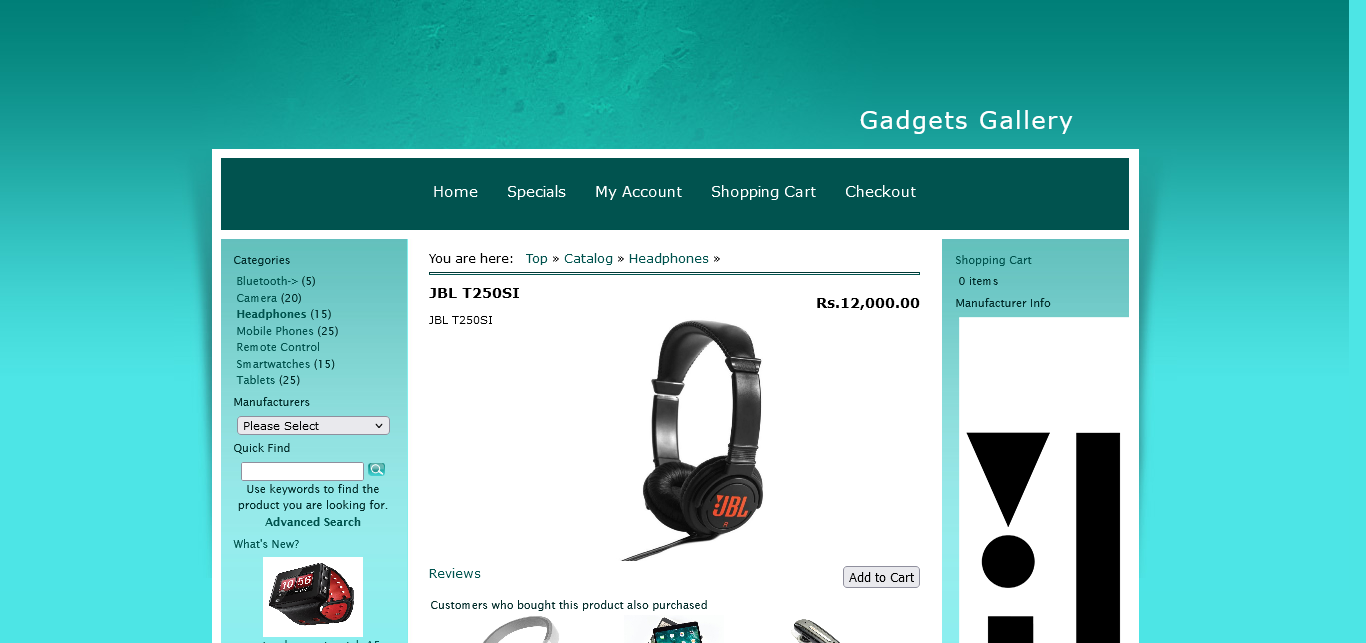 Gadgets Gallery
Home Specials My Account Shopping Cart Checkout
Categories
Bluetooth-> (5)
Camera (20)
Headphones (15)
Mobile Phones (25)
Remote Control
Smartwatches (15)
Tablets (25)
Manufacturers
Please Select
Quick Find
Use keywords to find the
product you are looking for.
Advanced Search
What's New?
10:56
You are here: Top » Catalog » Headphones »
JBL T250SI
Rs.12,000.00
JBL T250SI
JBL
R
Reviews
Add to Cart
Customers who bought this product also purchased
Shopping Cart
0 items
Manufacturer Info